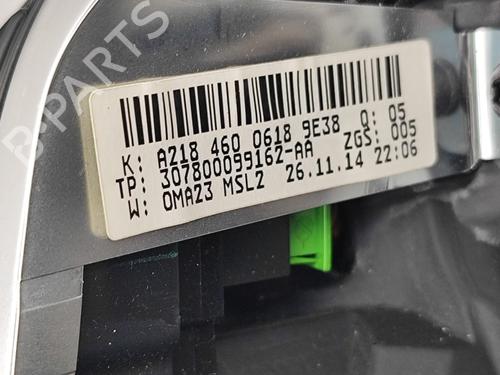 B-PARTS
K: A218 460 0618 9E38 Q: 05
TP: 307800099162-AA ZGS: 005
W: OMA23 MSL2 26.11.14 22:06